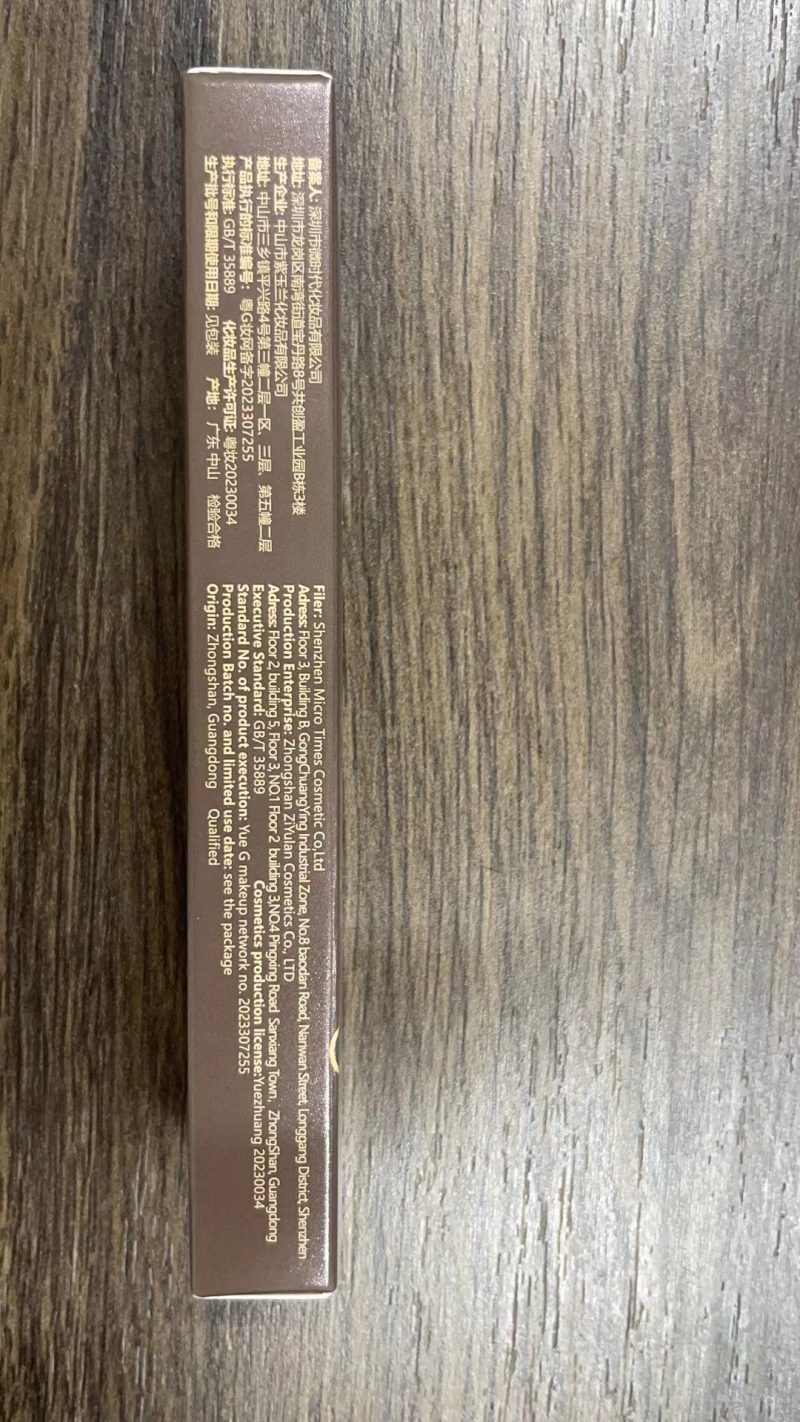 备案人: 深圳市微时代化妆品有限公司
地址: 深圳市龙岗区南湾街道宝丹路8号共创盈工业园B栋3楼
生产企业: 中山市紫玉兰化妆品有限公司
地址: 中山市三乡镇平兴路4号第三幢二层一区、三层、第五幢二层
产品执行的标准编号: 粤G妆网备字2023307255
执行标准: GB/T 35889 化妆品生产许可证: 粤妆20230034
生产批号和限期使用日期: 见包装 产地: 广东 中山 检验合格
Filer: Shenzhen Micro Times Cosmetic Co,Ltd
Adress: Floor 3, Building B, GongChuangYing Industrial Zone, No.8 baodan Road, Nanwan Street, Longgang District, Shenzhen
Production Enterprise: Zhongshan ZiYulan Cosmetics Co., LTD
Adress: Floor 2, building 5, Floor 3, NO.1 Floor 2 building 3,NO.4 Pingxing Road Sanxiang Town, ZhongShan, Guangdong
Executive Standard: GB/T 35889 Cosmetics production license:Yuezhuang 20230034
Standard No. of product execution: Yue G makeup network no. 2023307255
Production Batch no. and limited use date: see the package
Origin: Zhongshan, Guangdong Qualified